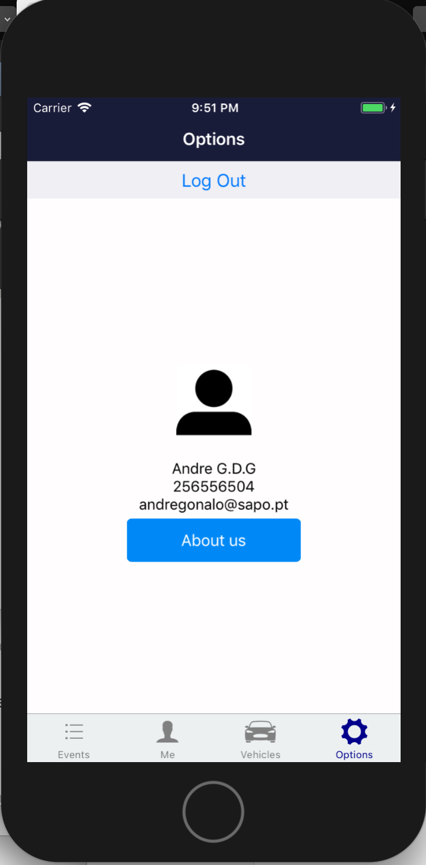 Carrier 9:51 PM
Options
Log Out
Andre G.D.G
256556504
andregonalo@sapo.pt
About us
Events Me Vehicles Options